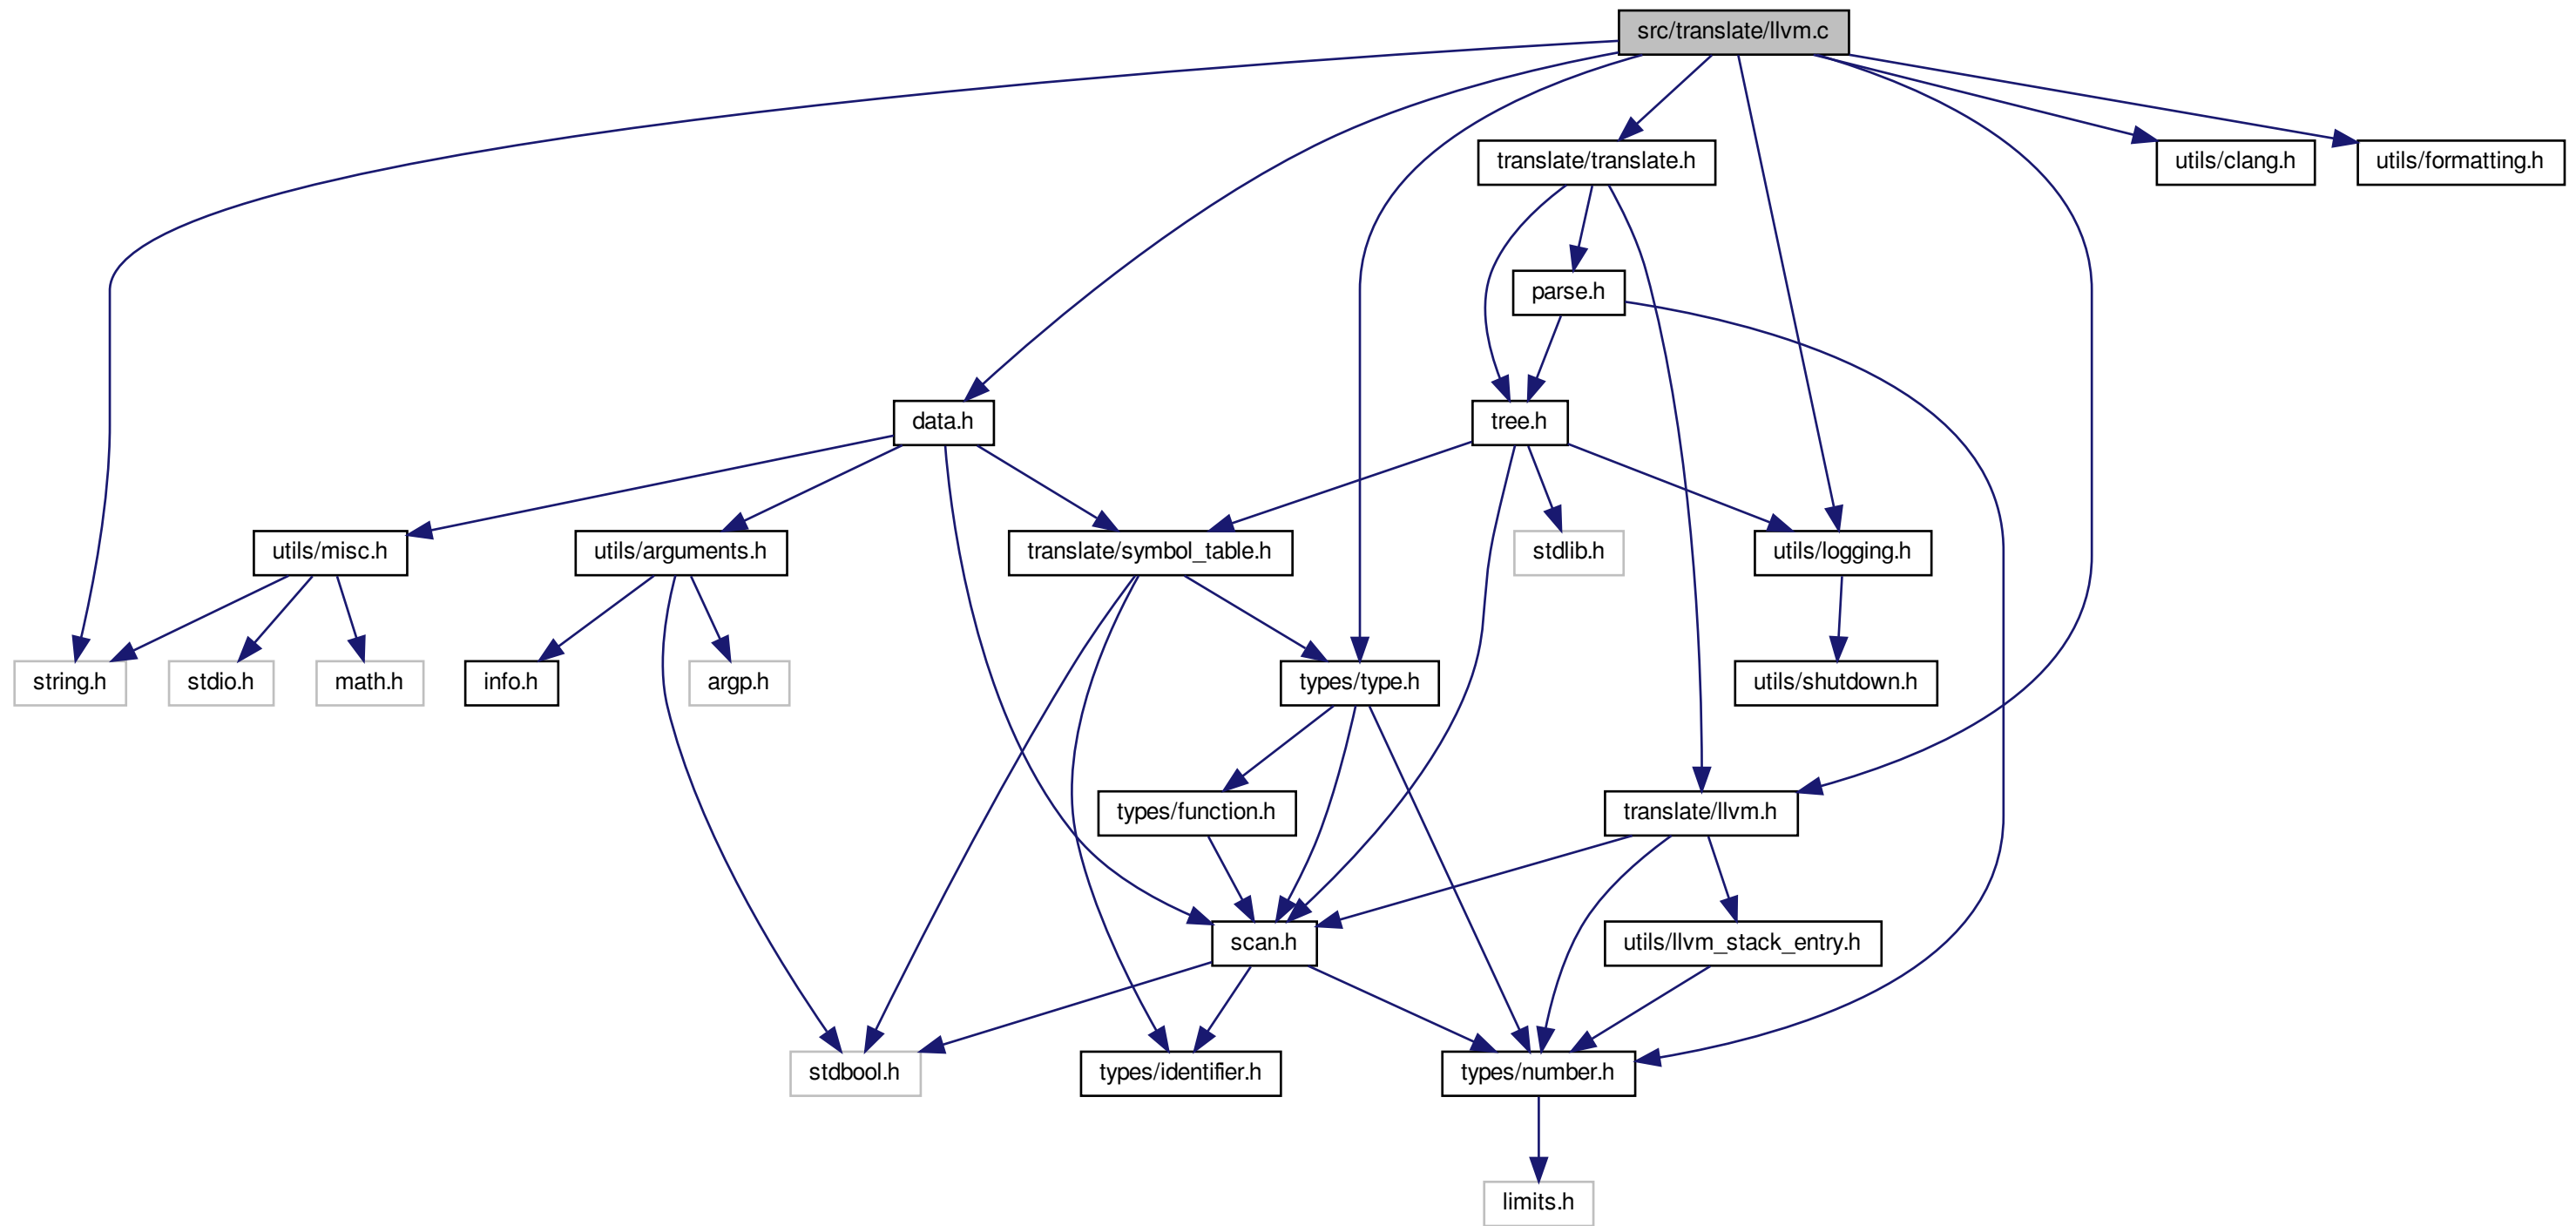 src/translate/llvm.c
translate/translate.h
utils/clang.h
utils/formatting.h
parse.h
data.h
tree.h
utils/misc.h
utils/arguments.h
translate/symbol_table.h
stdlib.h
utils/logging.h
string.h
stdio.h
math.h
info.h
argp.h
types/type.h
utils/shutdown.h
types/function.h
translate/llvm.h
scan.h
utils/llvm_stack_entry.h
stdbool.h
types/identifier.h
types/number.h
limits.h